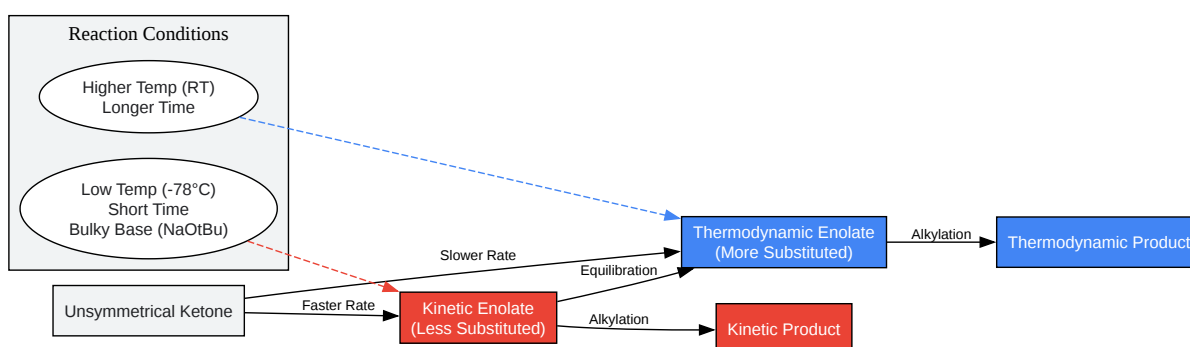 Reaction Conditions
Higher Temp (RT)
Longer Time
Low Temp (-78°C)
Short Time
Bulky Base (NaOtBu)
Unsymmetrical Ketone
Slower Rate
Faster Rate
Kinetic Enolate
(Less Substituted)
Equilibration
Alkylation
Thermodynamic Enolate
(More Substituted)
Kinetic Product
Alkylation
Thermodynamic Product